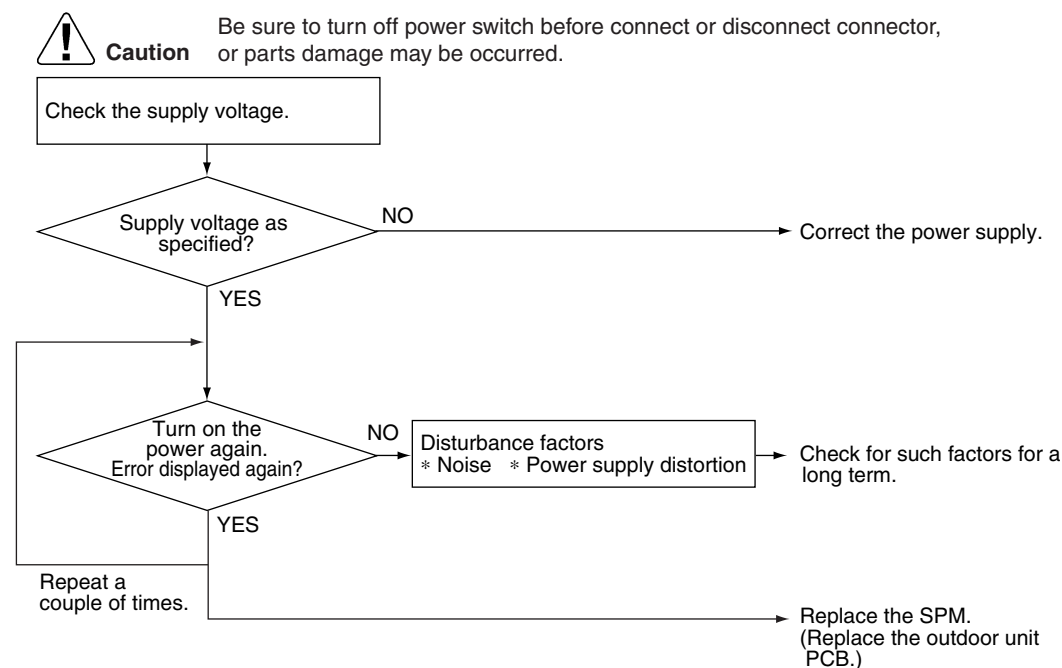 Be sure to turn off power switch before connect or disconnect connector,
Caution or parts damage may be occurred.
Check the supply voltage.
Supply voltage as
specified?
NO
Correct the power supply.
YES
Turn on the
power again.
Error displayed again?
NO
Disturbance factors
* Noise * Power supply distortion
Check for such factors for a
long term.
YES
Repeat a
couple of times.
Replace the SPM.
(Replace the outdoor unit
PCB.)